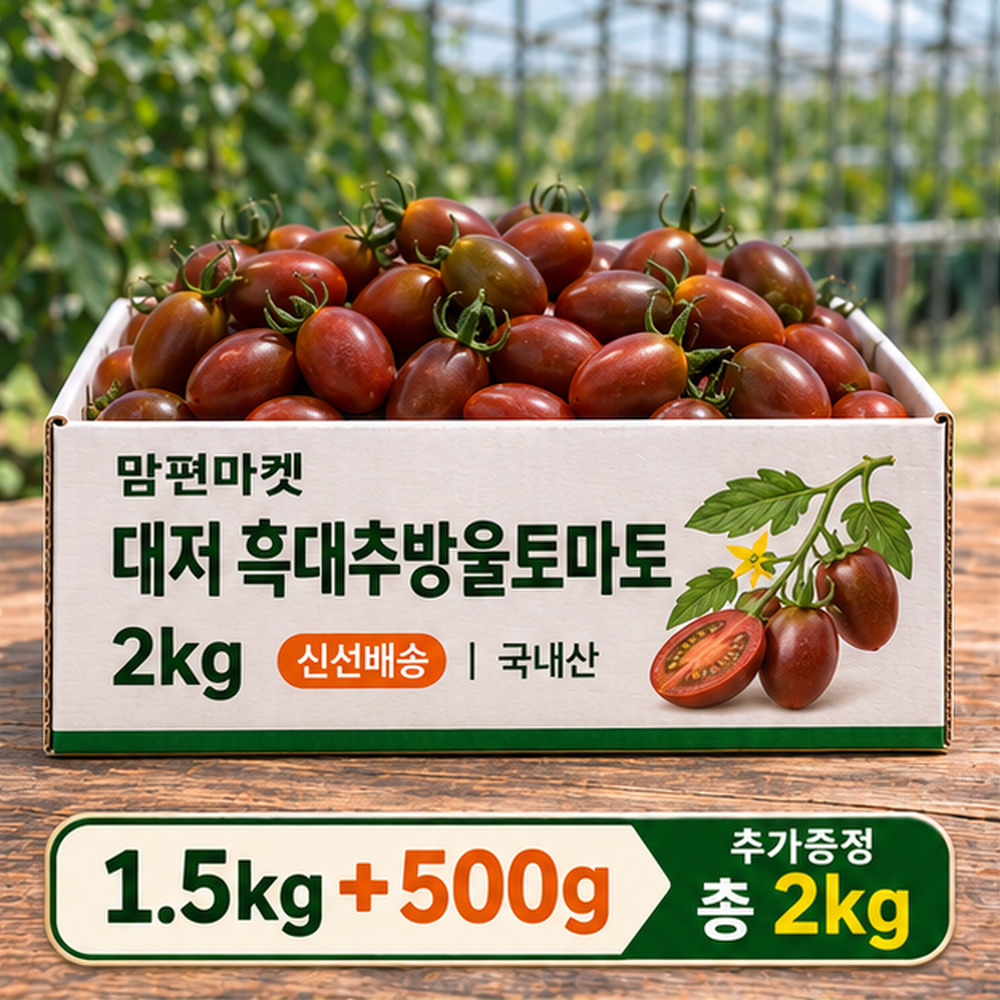 맘편마켓
대저 흑대추방울토마토
2kg 신선배송 | 국내산
1.5kg + 500g
추가증정
총 2kg